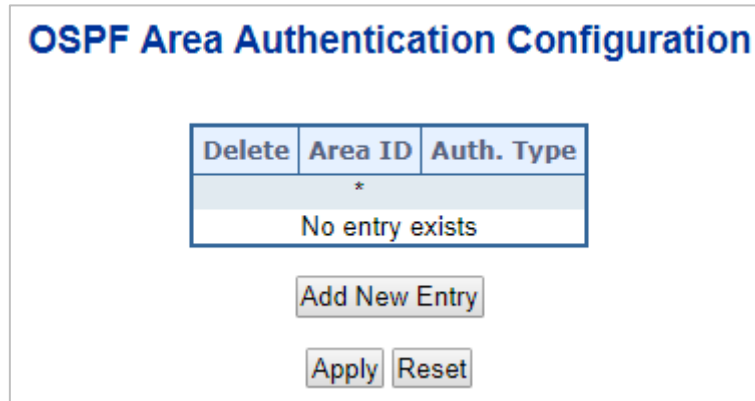 OSPF Area Authentication Configuration
Delete Area ID Auth. Type
*
No entry exists
Add New Entry
Apply Reset